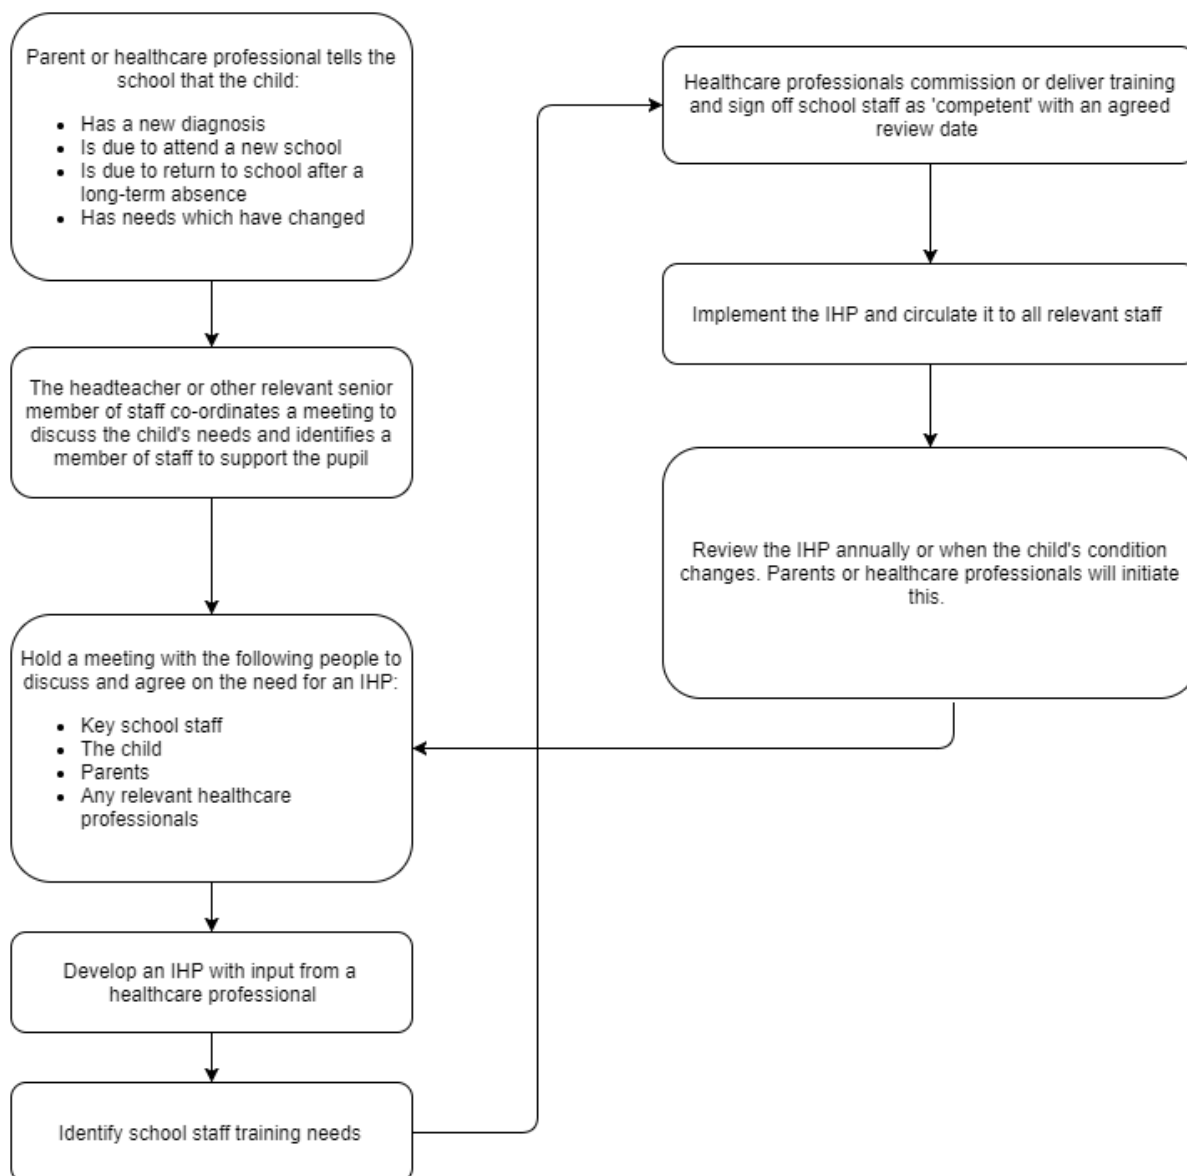 Parent or healthcare professional tells the
school that the child:
• Has a new diagnosis
• Is due to attend a new school
• Is due to return to school after a
long-term absence
• Has needs which have changed
The headteacher or other relevant senior
member of staff co-ordinates a meeting to
discuss the child's needs and identifies a
member of staff to support the pupil
Hold a meeting with the following people to
discuss and agree on the need for an IHP:
• Key school staff
• The child
• Parents
• Any relevant healthcare
professionals
Develop an IHP with input from a
healthcare professional
Identify school staff training needs
Healthcare professionals commission or deliver training
and sign off school staff as 'competent' with an agreed
review date
Implement the IHP and circulate it to all relevant staff
Review the IHP annually or when the child's condition
changes. Parents or healthcare professionals will initiate
this.